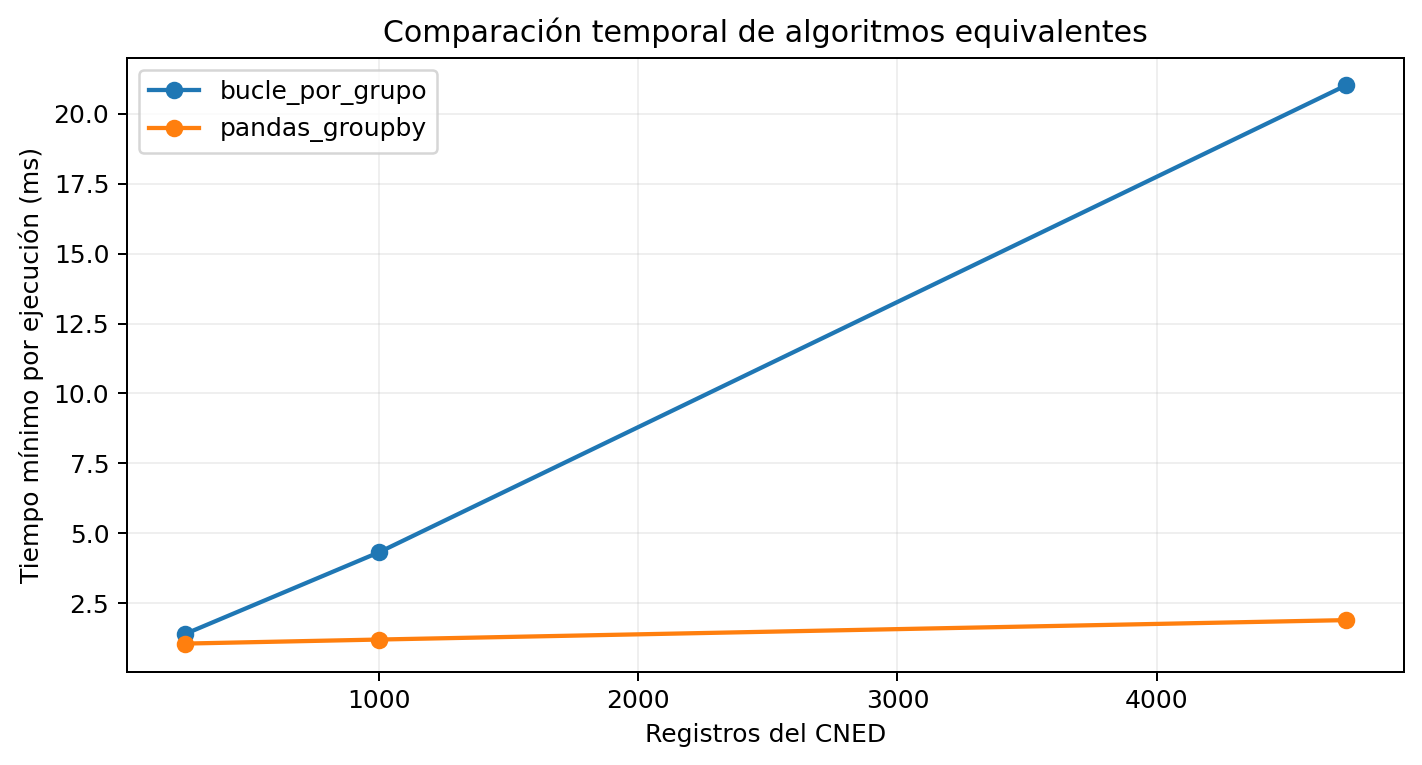 Comparación temporal de algoritmos equivalentes
bucle_por_grupo
pandas_groupby
Tiempo mínimo por ejecución (ms)
20.0
17.5
15.0
12.5
10.0
7.5
5.0
2.5
1000 2000 3000 4000
Registros del CNED